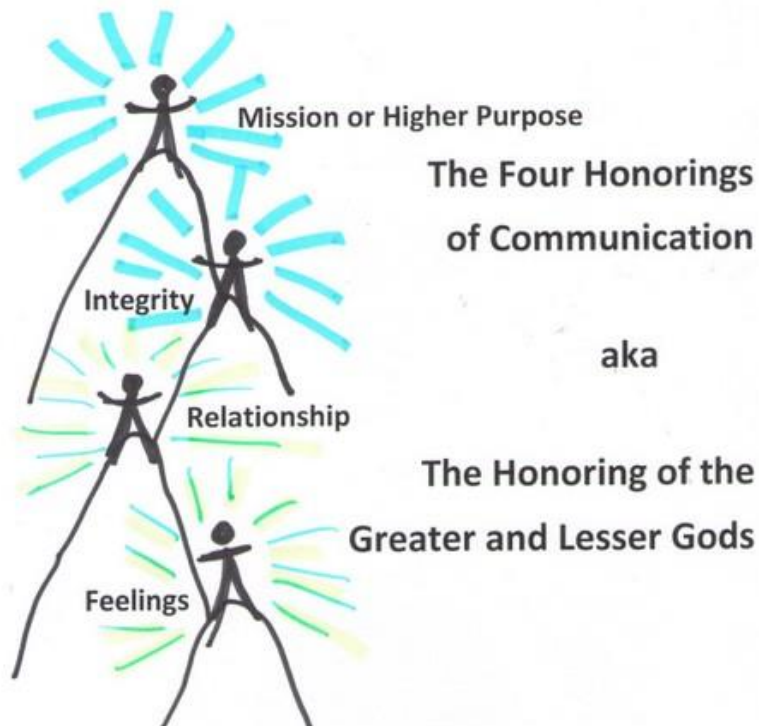 Mission or Higher Purpose
The Four Honorings
of Communication
Integrity
aka
Relationship
The Honoring of the
Greater and Lesser Gods
Feelings